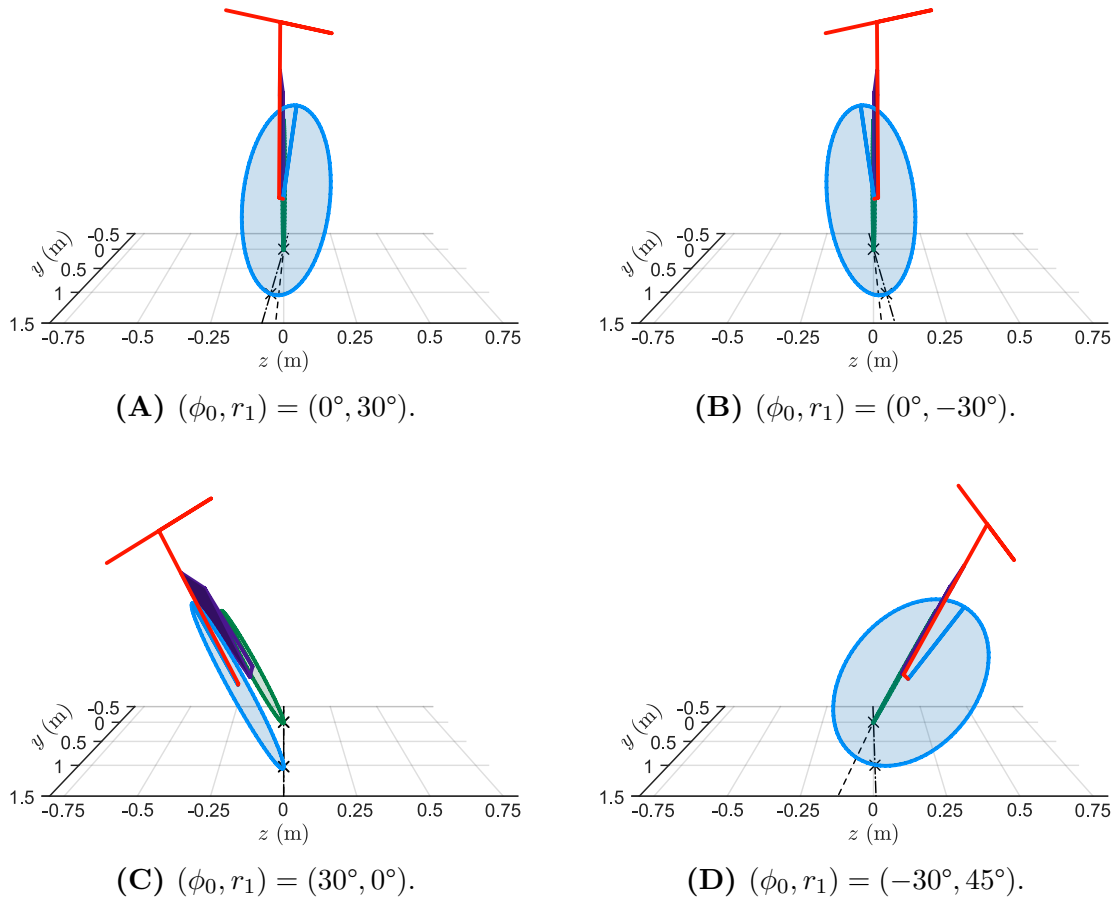 -0.5
0
0.5
1
1.5
y (m)
-0.75 -0.5 -0.25 0 0.25 0.5 0.75
z (m)
(A) (ϕ₀, r₁) = (0°, 30°).
-0.5
0
0.5
1
1.5
y (m)
-0.75 -0.5 -0.25 0 0.25 0.5 0.75
z (m)
(B) (ϕ₀, r₁) = (0°, −30°).
-0.5
0
0.5
1
1.5
y (m)
-0.75 -0.5 -0.25 0 0.25 0.5 0.75
z (m)
(C) (ϕ₀, r₁) = (30°, 0°).
-0.5
0
0.5
1
1.5
y (m)
-0.75 -0.5 -0.25 0 0.25 0.5 0.75
z (m)
(D) (ϕ₀, r₁) = (−30°, 45°).